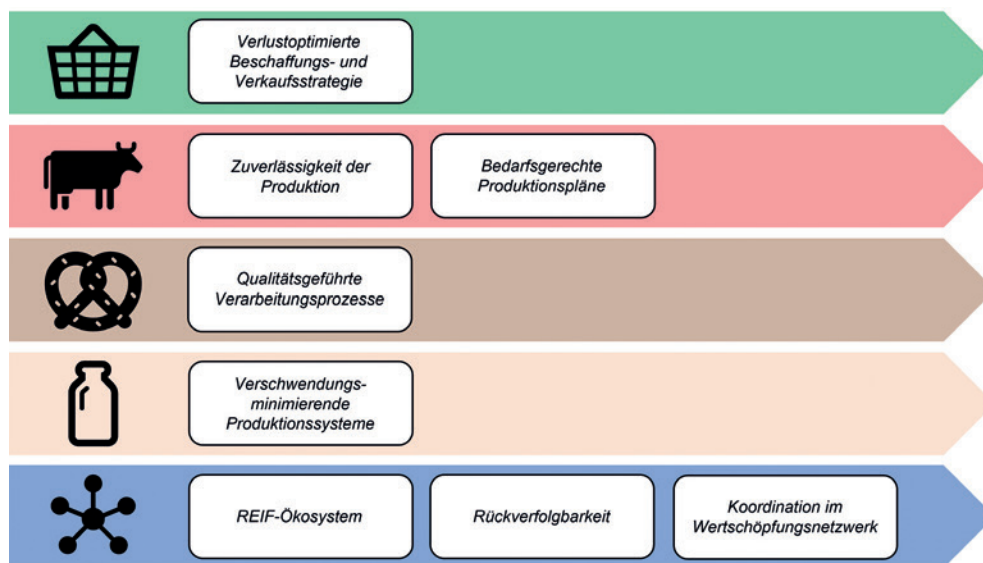 Verlustoptimierte
Beschaffungs- und
Verkaufsstrategie
Zuverlässigkeit der
Produktion
Bedarfsgerechte
Produktionspläne
Qualitätsgeführte
Verarbeitungsprozesse
Verschwendungs-
minimierende
Produktionssysteme
REIF-Ökosystem
Rückverfolgbarkeit
Koordination im
Wertschöpfungsnetzwerk